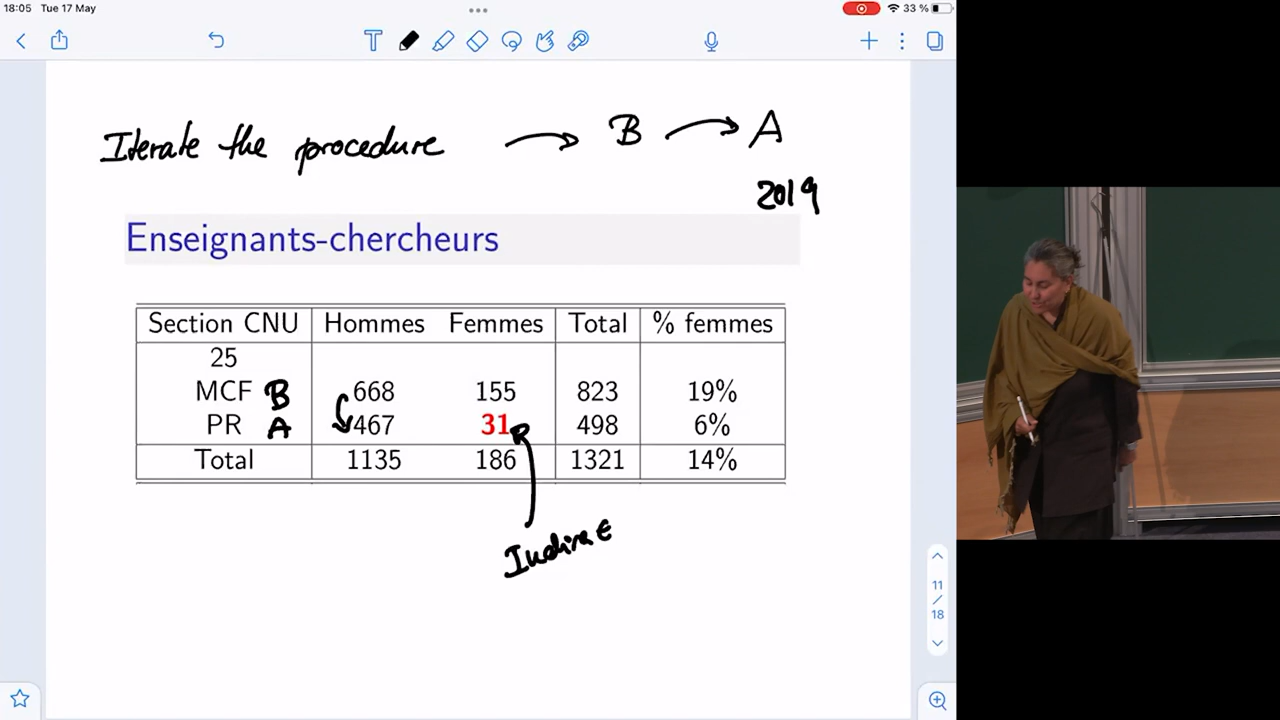 18:05 Tue 17 May
33 %
Iterate the procedure → B → A
2019
Enseignants-chercheurs
Section CNU Hommes Femmes Total % femmes
25
MCF B 668 155 823 19%
PR A 467 31 498 6%
Total 1135 186 1321 14%
Indira ∈
11
/
18